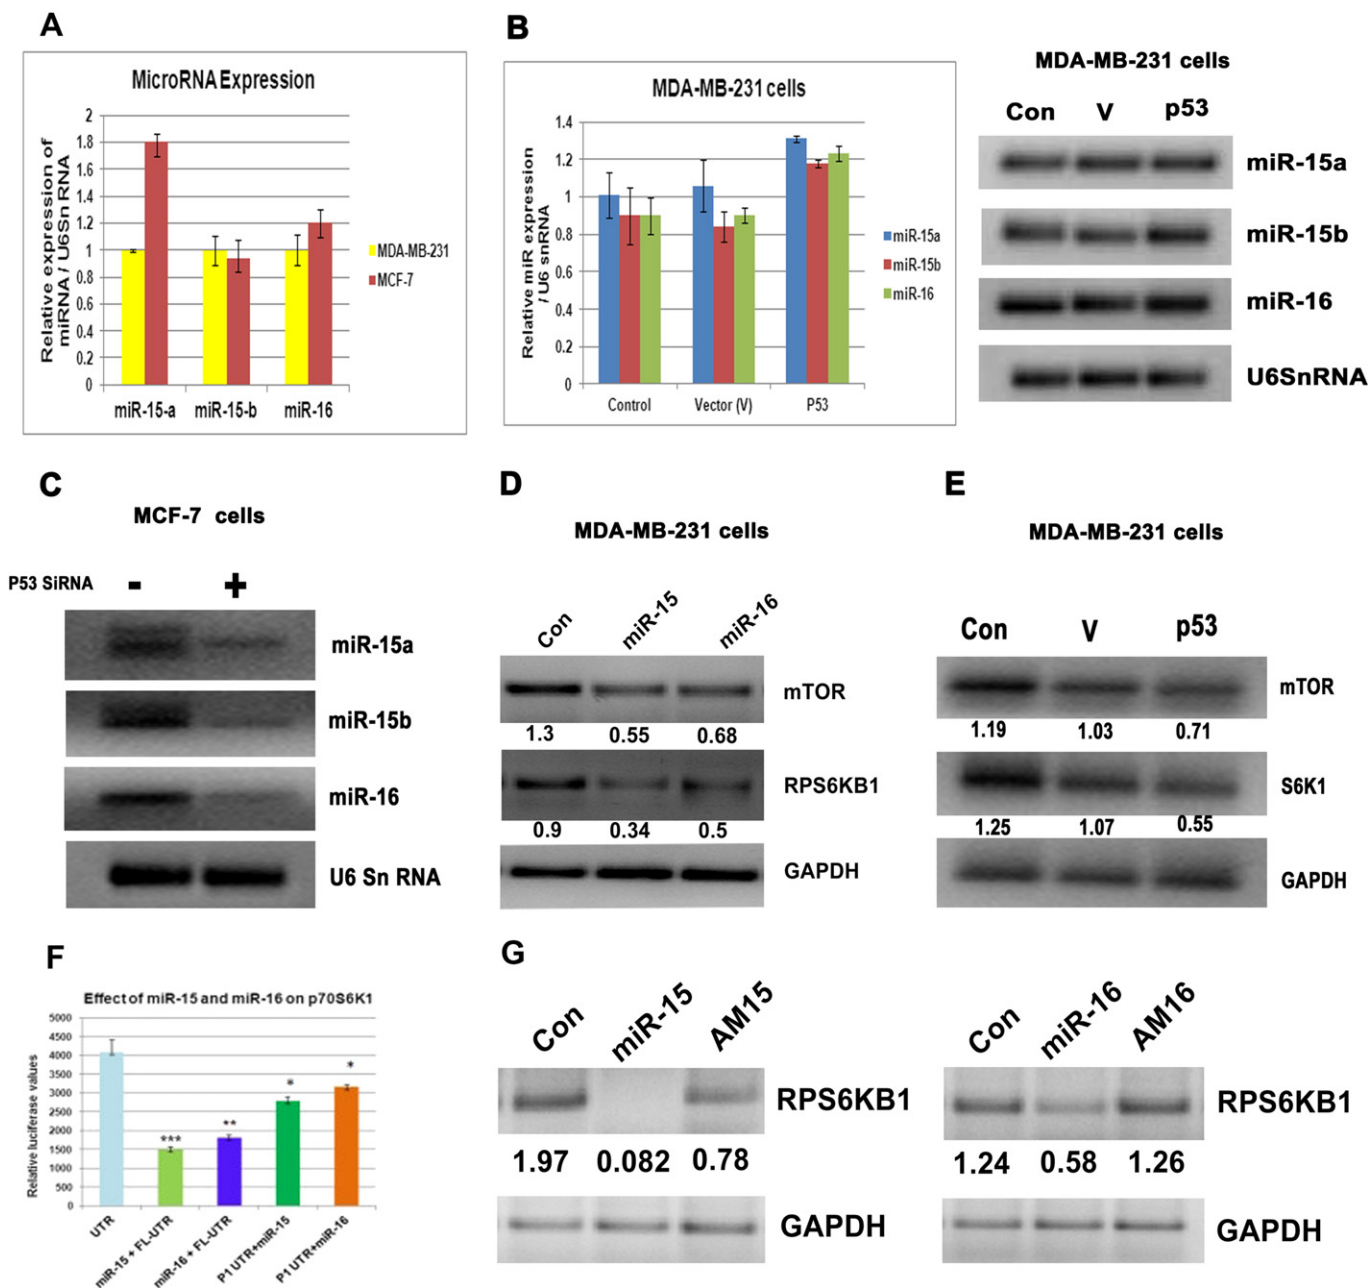 A
MicroRNA Expression
Relative expression of
miRNA / U6Sn RNA
2
1.8
1.6
1.4
1.2
1
0.8
0.6
0.4
0.2
0
miR-15-a miR-15-b miR-16
MDA-MB-231
MCF-7
B
MDA-MB-231 cells
Relative miR expression
/ U6 snRNA
1.4
1.2
1
0.8
0.6
0.4
0.2
0
Control Vector (V) P53
miR-15a
miR-15b
miR-16
MDA-MB-231 cells
Con V p53
miR-15a
miR-15b
miR-16
U6SnRNA
C
MCF-7 cells
P53 SiRNA - +
miR-15a
miR-15b
miR-16
U6 Sn RNA
D
MDA-MB-231 cells
Con miR-15 miR-16
mTOR
1.3 0.55 0.68
RPS6KB1
0.9 0.34 0.5
GAPDH
E
MDA-MB-231 cells
Con V p53
mTOR
1.19 1.03 0.71
S6K1
1.25 1.07 0.55
GAPDH
F
Effect of miR-15 and miR-16 on p70S6K1
Relative luciferase values
5000
4500
4000
3500
3000
2500
2000
1500
1000
500
0
*** ** * *
UTR
miR-15 + FL-UTR
miR-16 + FL-UTR
P1 UTR+miR-15
P1 UTR+miR-16
G
Con miR-15 AM15
RPS6KB1
1.97 0.082 0.78
GAPDH
Con miR-16 AM16
RPS6KB1
1.24 0.58 1.26
GAPDH